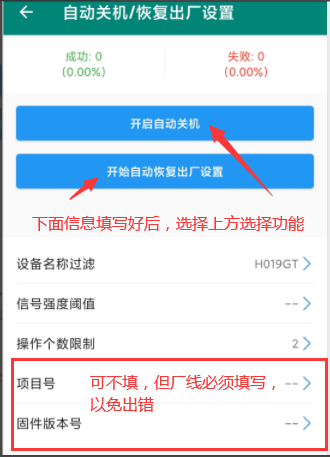 自动关机/恢复出厂设置
成功: 0
(0.00%)
失败: 0
(0.00%)
开启自动关机
开始自动恢复出厂设置
下面信息填写好后，选择上方选择功能
设备名称过滤 H019GT
信号强度阈值 --
操作个数限制 2
项目号 --
可不填，但厂线必须填写，
以免出错
固件版本号 --